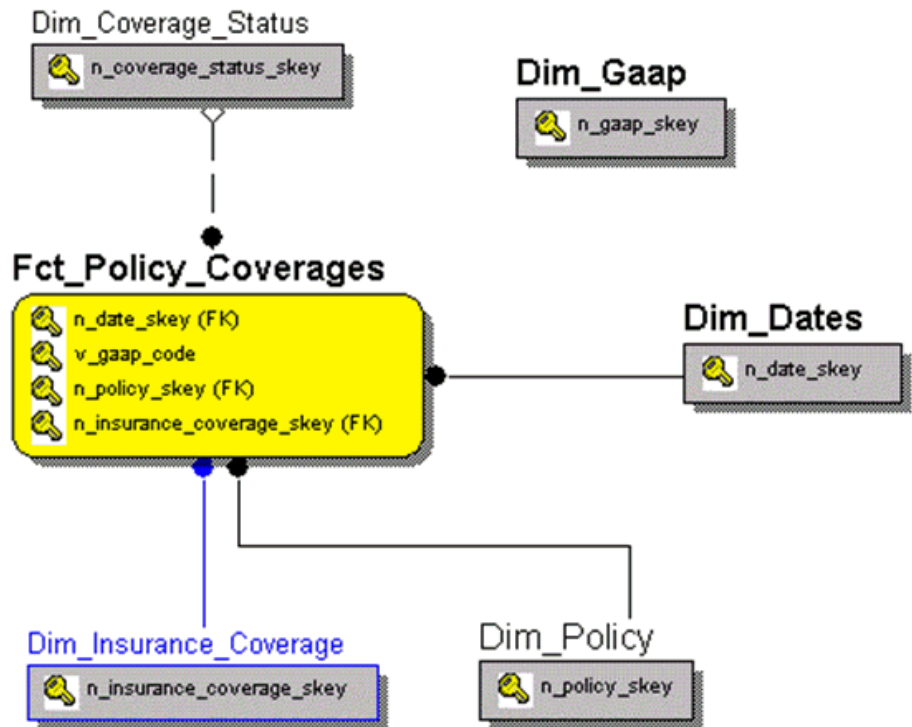 Dim_Coverage_Status
n_coverage_status_skey
Dim_Gaap
n_gaap_skey
Fct_Policy_Coverages
n_date_skey (FK)
v_gaap_code
n_policy_skey (FK)
n_insurance_coverage_skey (FK)
Dim_Dates
n_date_skey
Dim_Insurance_Coverage
n_insurance_coverage_skey
Dim_Policy
n_policy_skey